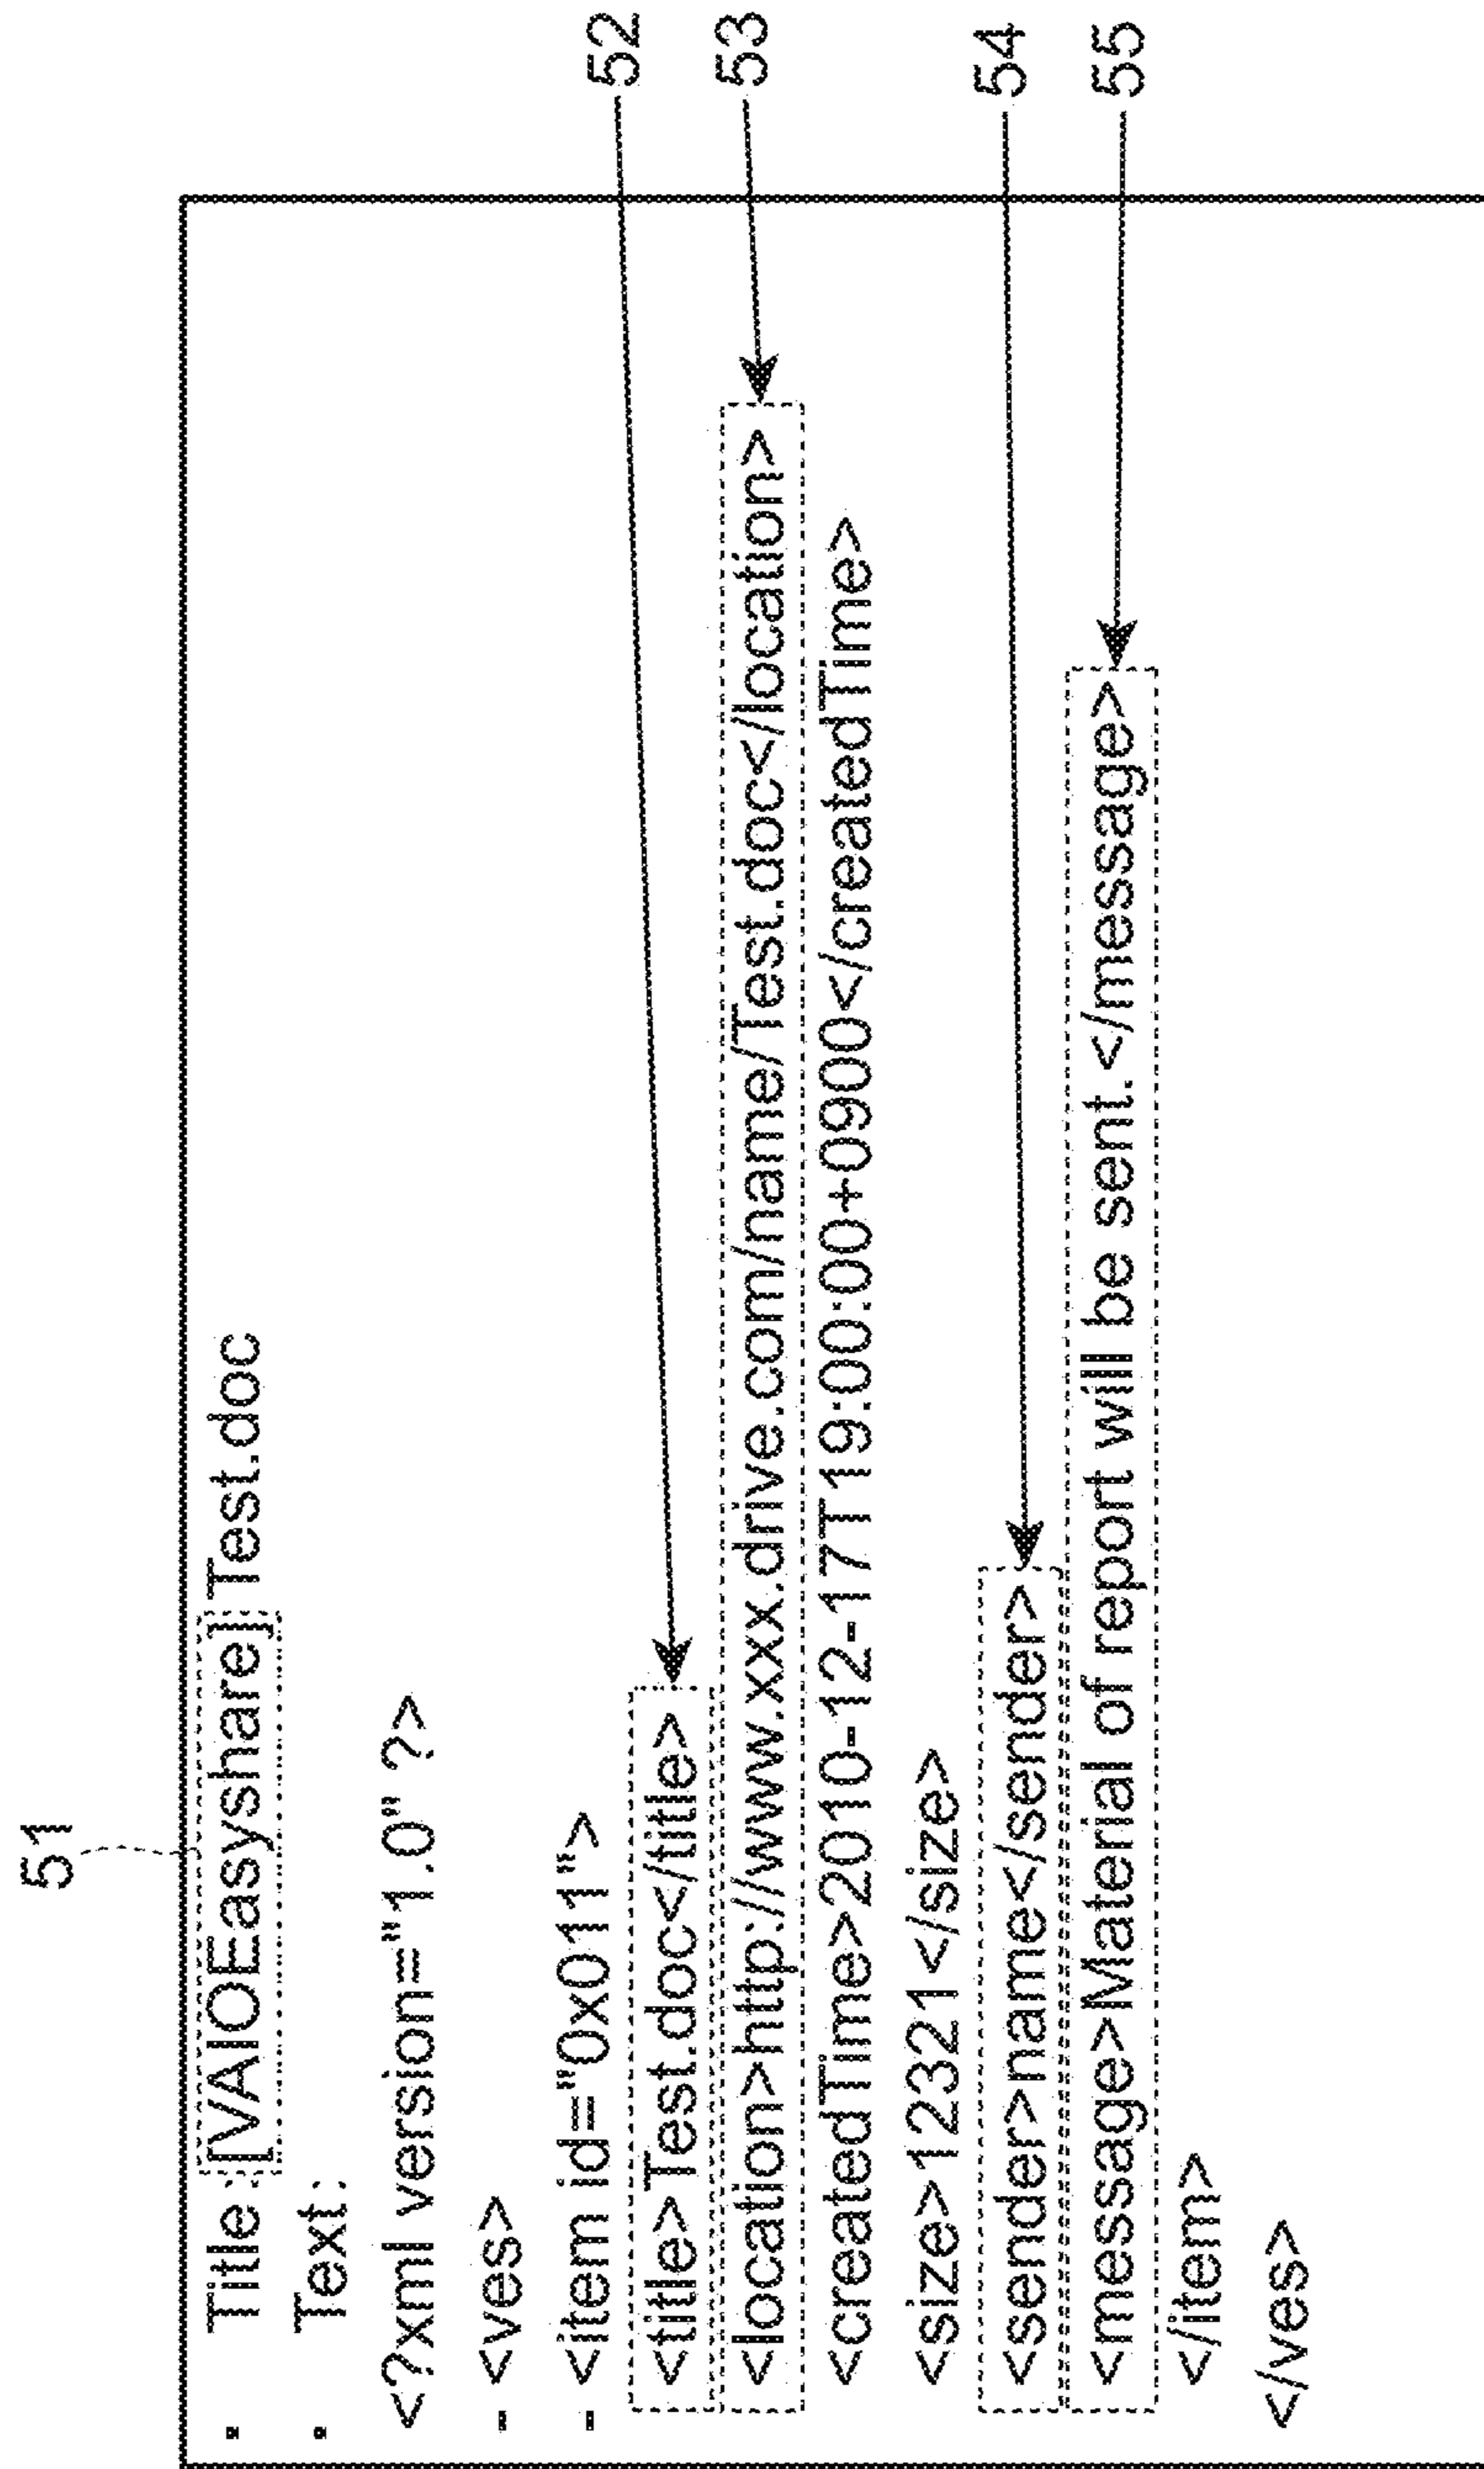 51
· Title : [VAIOEasyshare] Test.doc
· Text :
<?xml version="1.0" ?>
- <ves>
- <item id="0x011">
<title>Test.doc</title>
52
<location>http://www.xxx.drive.com/name/Test.doc</location>
53
<createdTime>2010-12-17T19:00:00+0900</createdTime>
<size>12321</size>
<sender>name</sender>
54
<message>Material of report will be sent.</message>
55
</item>
</ves>